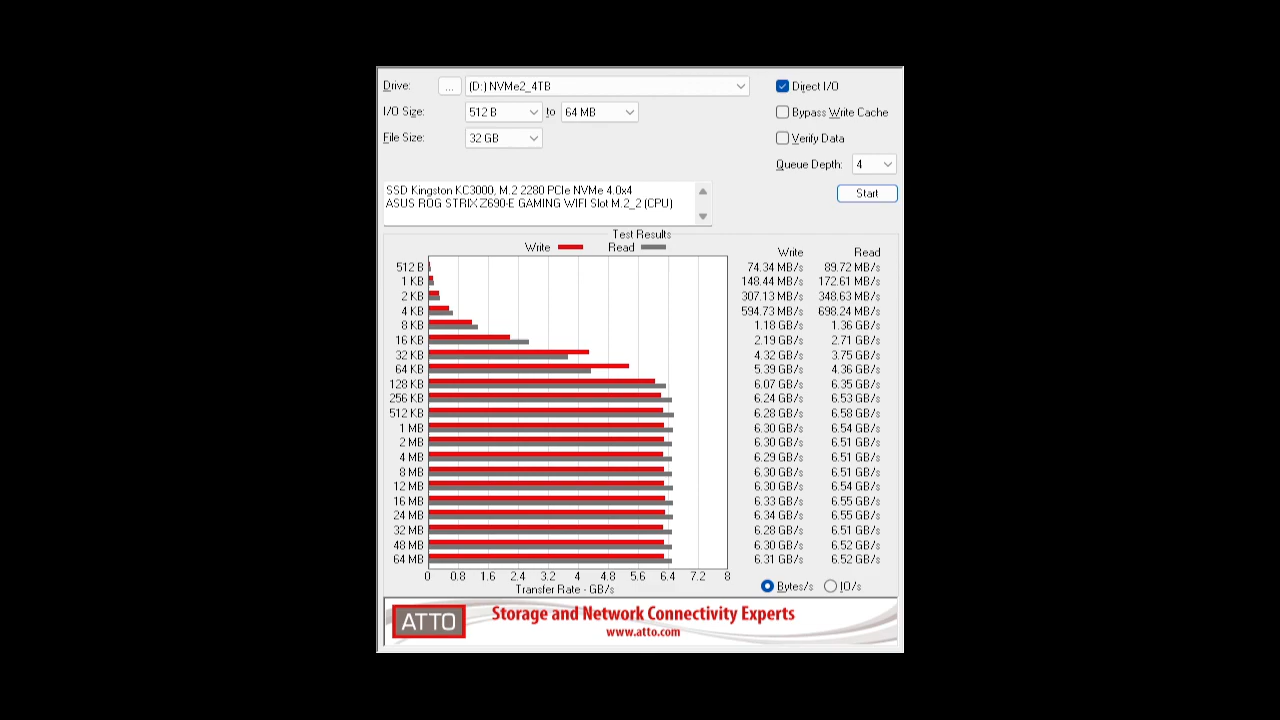 Drive: ... (D:) NVMe2_4TB Direct I/O
I/O Size: 512 B to 64 MB Bypass Write Cache
File Size: 32 GB Verify Data
Queue Depth: 4
SSD Kingston KC3000, M.2 2280 PCIe NVMe 4.0x4
ASUS ROG STRIX Z690-E GAMING WIFI Slot M.2_2 (CPU)
Start
Test Results
Write Read Write Read
512 B 74.34 MB/s 89.72 MB/s
1 KB 148.44 MB/s 172.61 MB/s
2 KB 307.13 MB/s 348.63 MB/s
4 KB 594.73 MB/s 698.24 MB/s
8 KB 1.18 GB/s 1.36 GB/s
16 KB 2.19 GB/s 2.71 GB/s
32 KB 4.32 GB/s 3.75 GB/s
64 KB 5.39 GB/s 4.36 GB/s
128 KB 6.07 GB/s 6.35 GB/s
256 KB 6.24 GB/s 6.53 GB/s
512 KB 6.28 GB/s 6.58 GB/s
1 MB 6.30 GB/s 6.54 GB/s
2 MB 6.30 GB/s 6.51 GB/s
4 MB 6.29 GB/s 6.51 GB/s
8 MB 6.30 GB/s 6.51 GB/s
12 MB 6.30 GB/s 6.54 GB/s
16 MB 6.33 GB/s 6.55 GB/s
24 MB 6.34 GB/s 6.55 GB/s
32 MB 6.28 GB/s 6.51 GB/s
48 MB 6.30 GB/s 6.52 GB/s
64 MB 6.31 GB/s 6.52 GB/s
0 0.8 1.6 2.4 3.2 4 4.8 5.6 6.4 7.2 8
Transfer Rate - GB/s
Bytes/s IO/s
ATTO
Storage and Network Connectivity Experts
www.atto.com